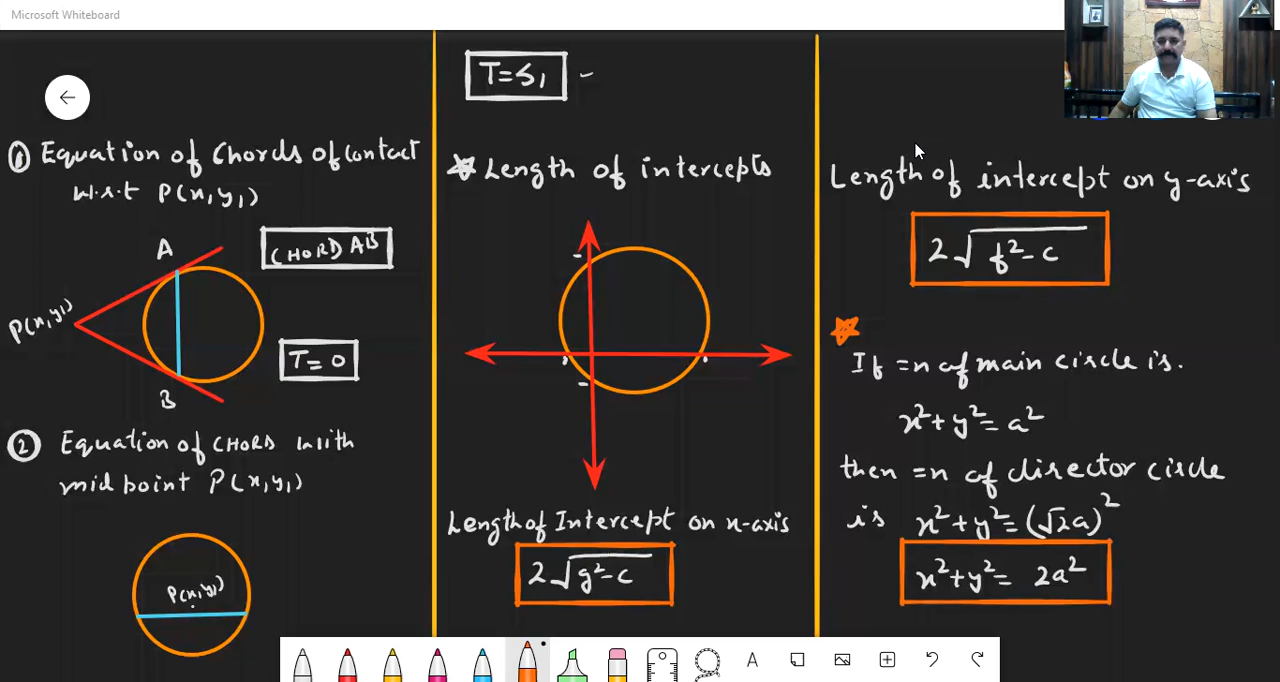 Microsoft Whiteboard
① Equation of Chords of Contact
w.r.t P(x,y₁)
A
CHORD AB
P(x,y₁)
T=0
B
② Equation of CHORD with
mid point P(x,y₁)
P(x,y₁)
T=S₁ -
Length of intercepts
Length of Intercept on x-axis
2√g²-c
Length of intercept on y-axis
2√f²-c
If =n of main circle is.
x²+y²=a²
then =n of director circle
is x²+y²=(√2a)²
x²+y²= 2a²
A